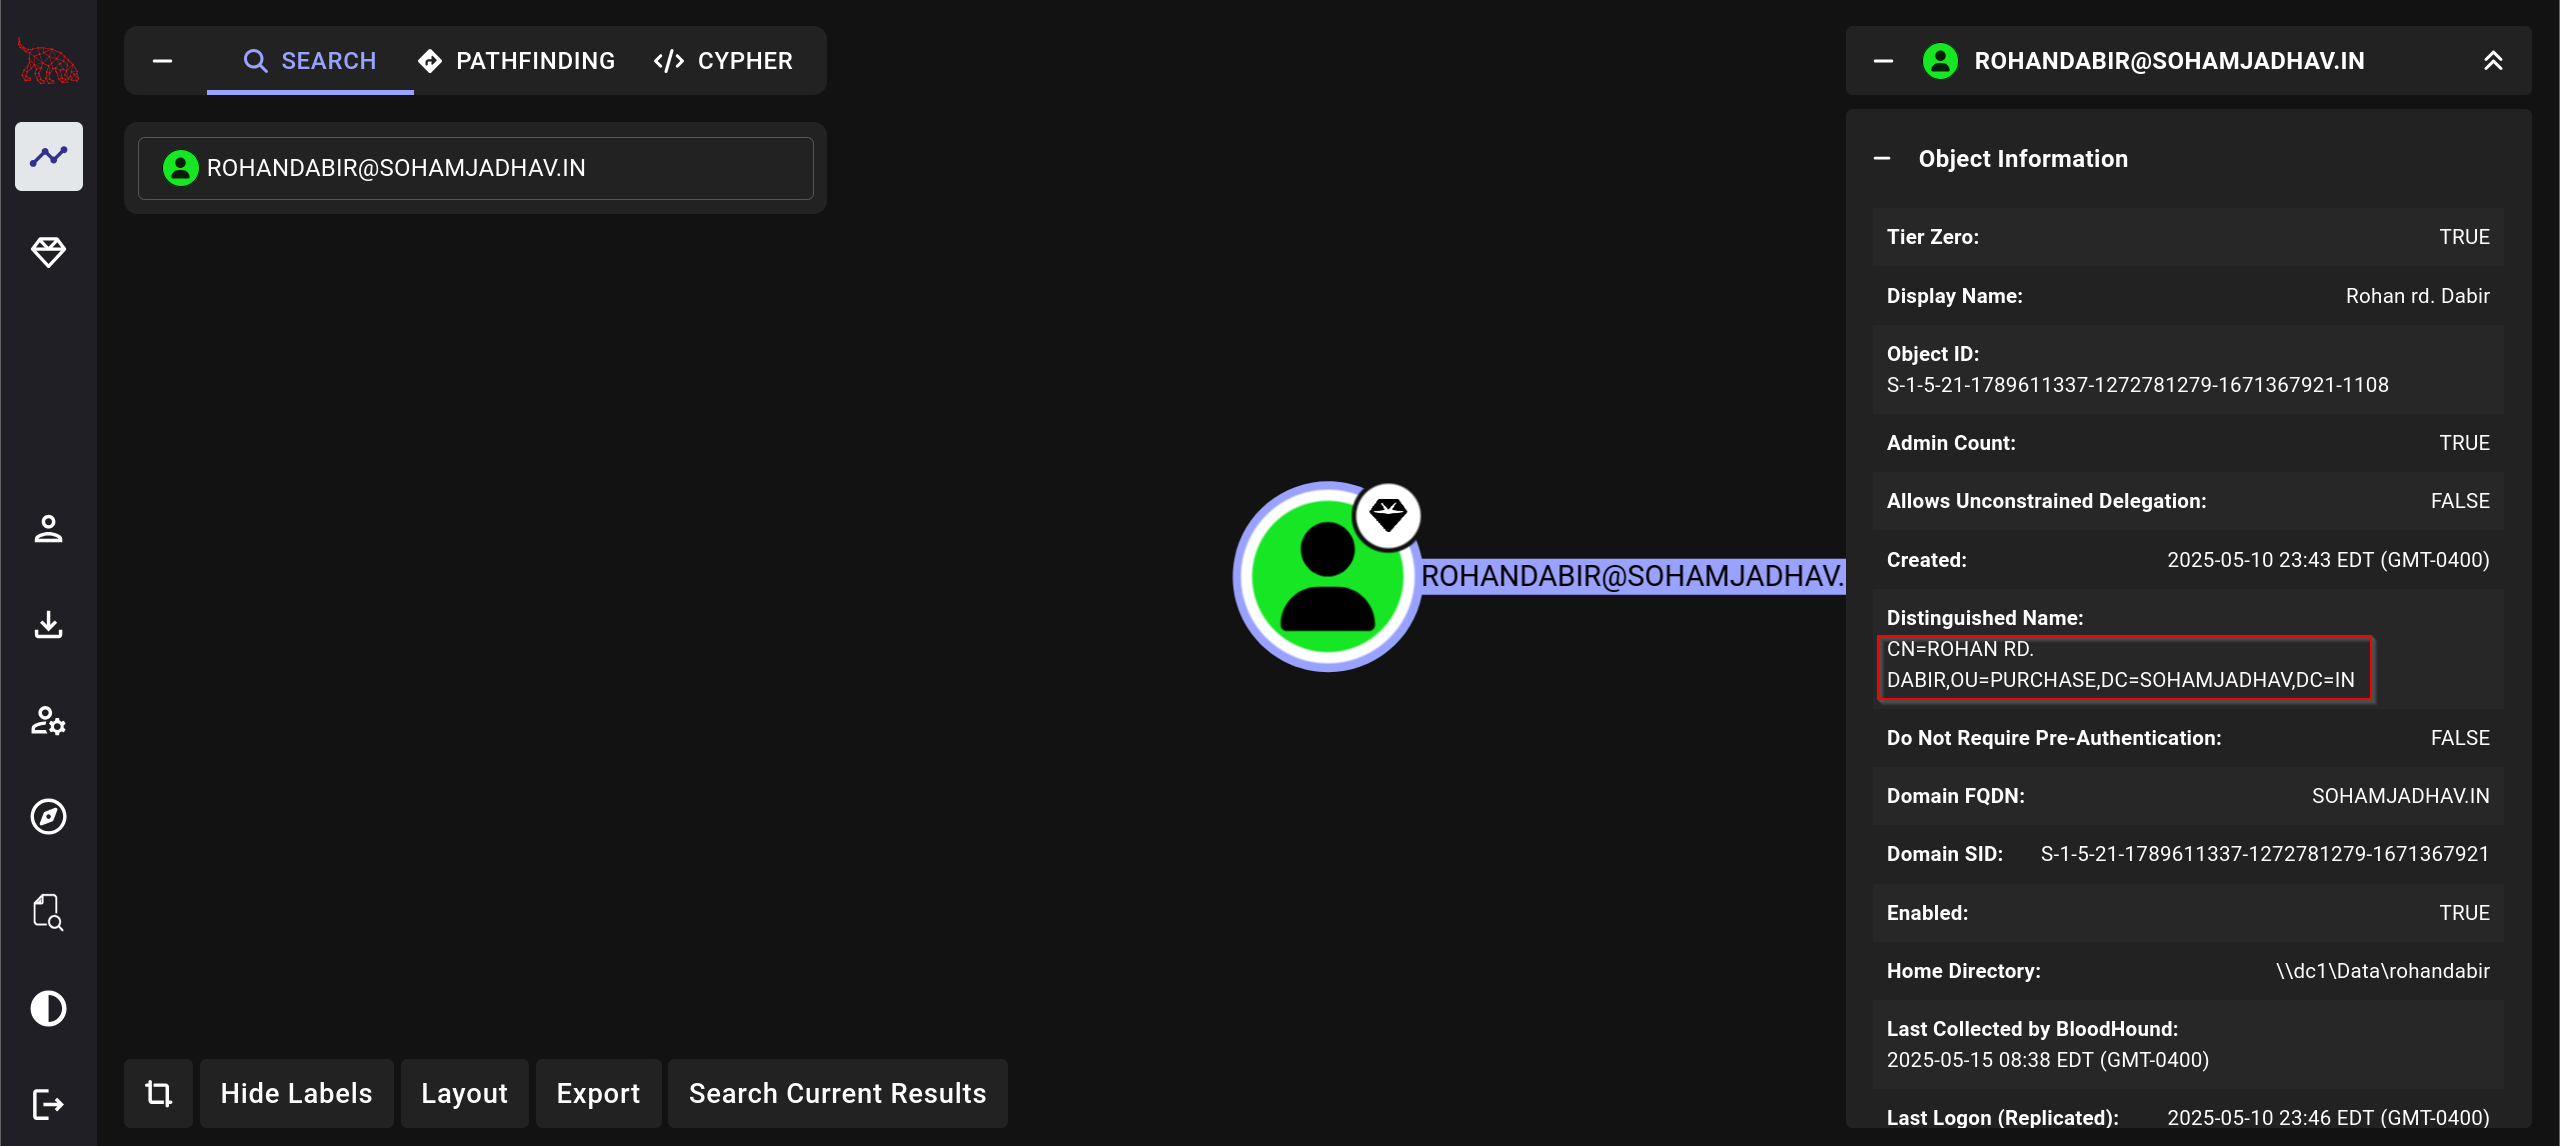 SEARCH
PATHFINDING
</> CYPHER
ROHANDABIR@SOHAMJADHAV.IN
ROHANDABIR@SOHAMJADHAV.
Hide Labels
Layout
Export
Search Current Results
ROHANDABIR@SOHAMJADHAV.IN
Object Information
Tier Zero: TRUE
Display Name: Rohan rd. Dabir
Object ID:
S-1-5-21-1789611337-1272781279-1671367921-1108
Admin Count: TRUE
Allows Unconstrained Delegation: FALSE
Created: 2025-05-10 23:43 EDT (GMT-0400)
Distinguished Name:
CN=ROHAN RD.
DABIR,OU=PURCHASE,DC=SOHAMJADHAV,DC=IN
Do Not Require Pre-Authentication: FALSE
Domain FQDN: SOHAMJADHAV.IN
Domain SID: S-1-5-21-1789611337-1272781279-1671367921
Enabled: TRUE
Home Directory: \\dc1\Data\rohandabir
Last Collected by BloodHound:
2025-05-15 08:38 EDT (GMT-0400)
Last Logon (Replicated): 2025-05-10 23:46 EDT (GMT-0400)